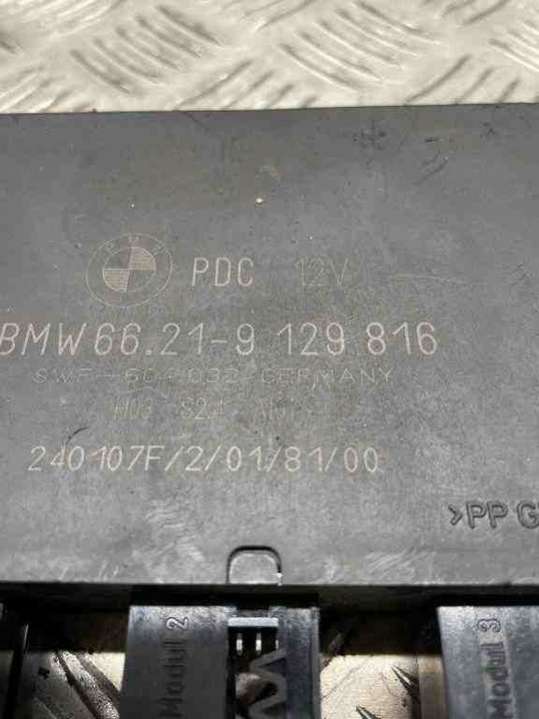 BMW
PDC 12V
BMW 66.21-9 129 816
GERMANY
240107F/2/01/81/00
>PP
Modul 2
Modul 3